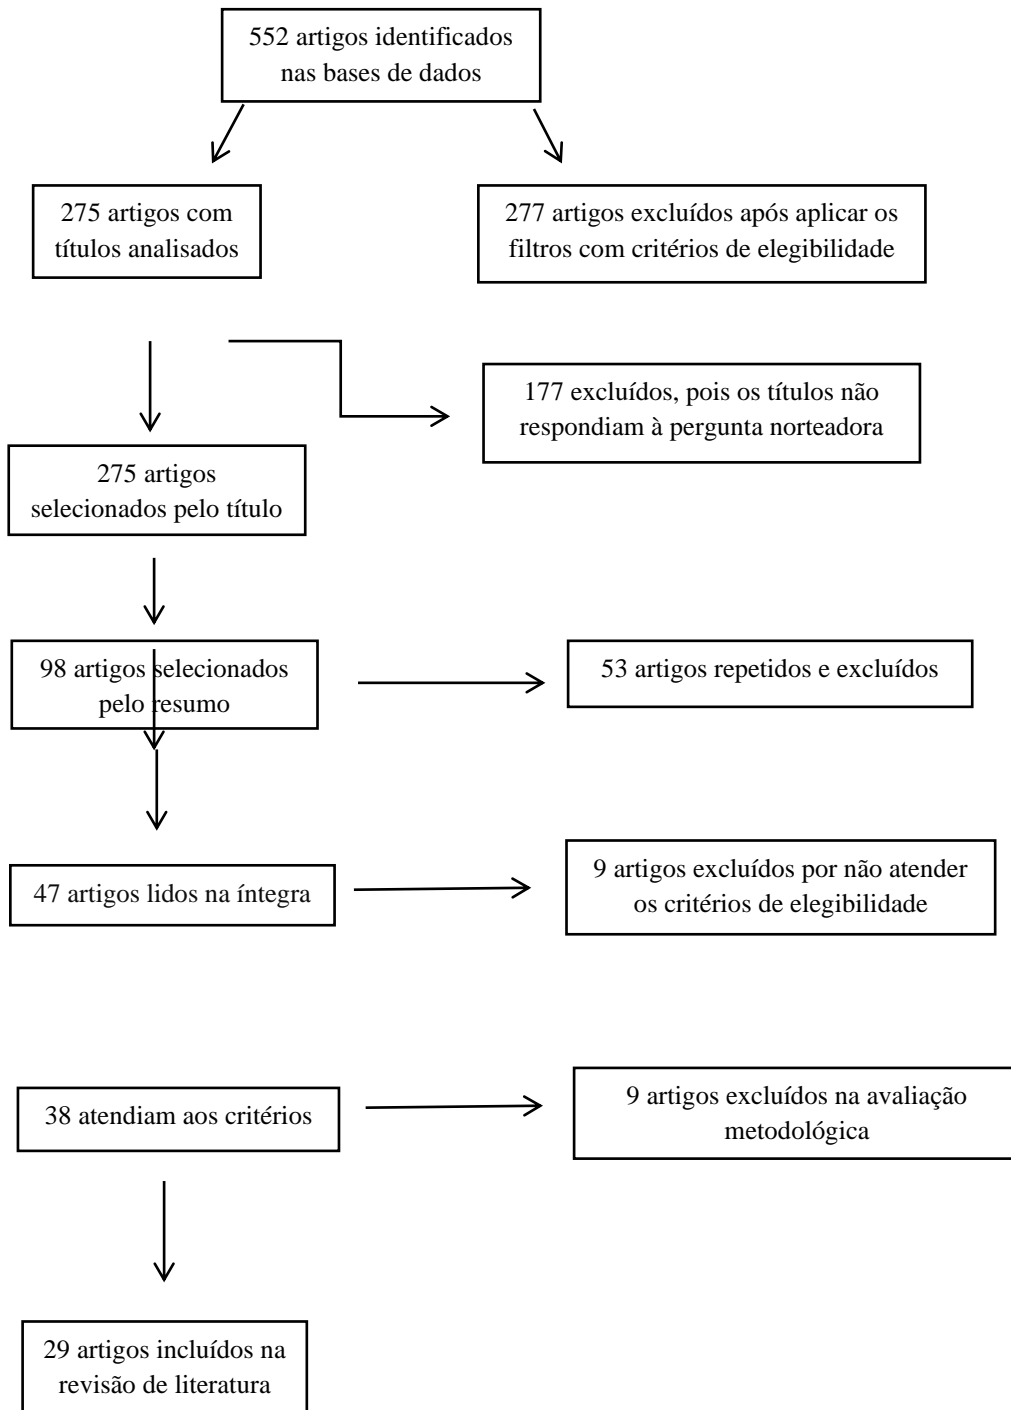 552 artigos identificados
nas bases de dados
275 artigos com
títulos analisados
277 artigos excluídos após aplicar os
filtros com critérios de elegibilidade
177 excluídos, pois os títulos não
respondiam à pergunta norteadora
275 artigos
selecionados pelo título
98 artigos selecionados
pelo resumo
53 artigos repetidos e excluídos
47 artigos lidos na íntegra
9 artigos excluídos por não atender
os critérios de elegibilidade
38 atendiam aos critérios
9 artigos excluídos na avaliação
metodológica
29 artigos incluídos na
revisão de literatura